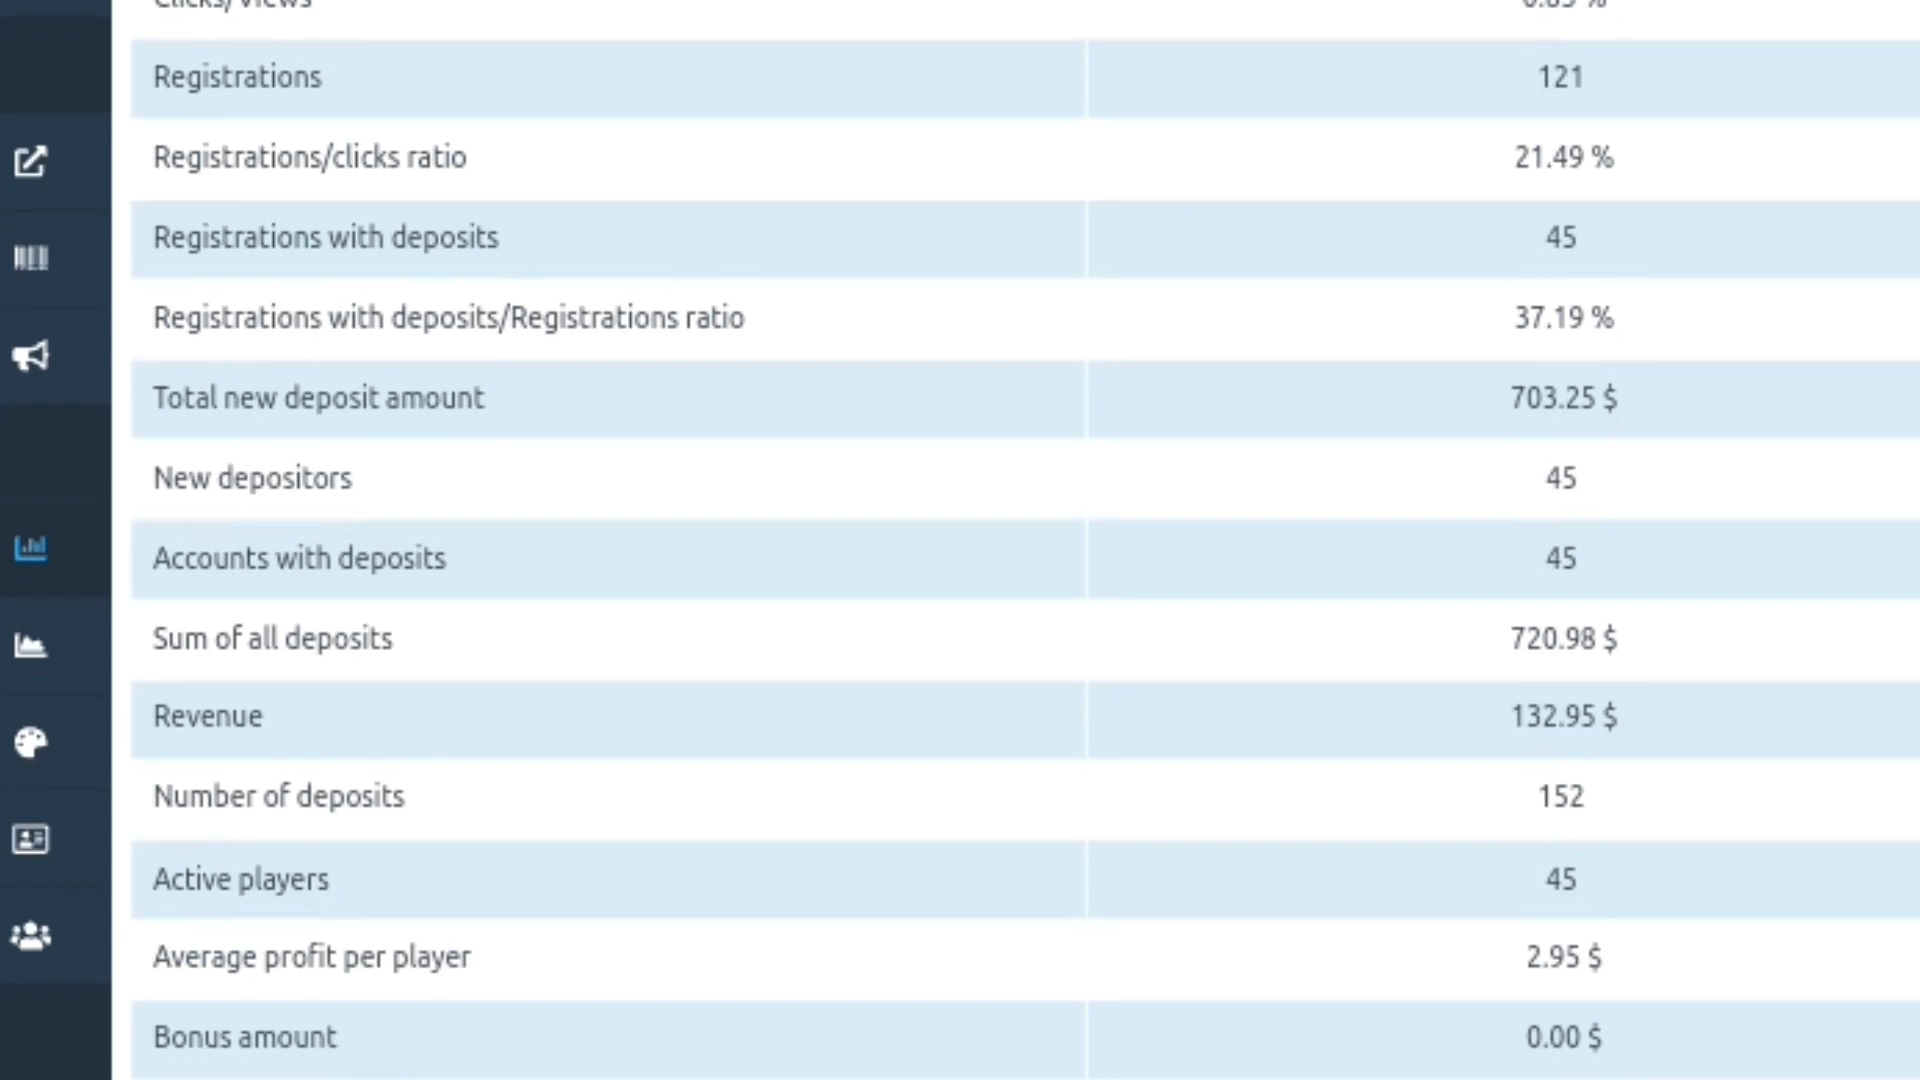 Clicks/Views
Registrations 121
Registrations/clicks ratio 21.49 %
Registrations with deposits 45
Registrations with deposits/Registrations ratio 37.19 %
Total new deposit amount 703.25 $
New depositors 45
Accounts with deposits 45
Sum of all deposits 720.98 $
Revenue 132.95 $
Number of deposits 152
Active players 45
Average profit per player 2.95 $
Bonus amount 0.00 $